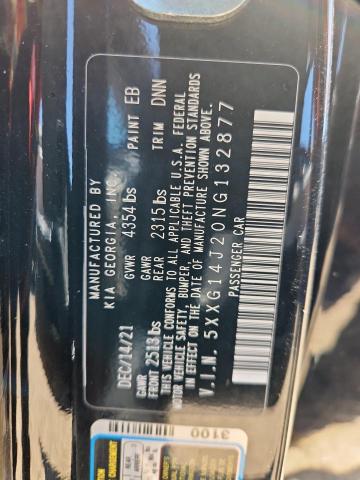 MANUFACTURED BY
KIA GEORGIA, INC.
DEC/14/21 GVWR 4354 lbs PAINT EB
GAWR GAWR
FRONT 2513 lbs REAR 2315 lbs TRIM DNN
THIS VEHICLE CONFORMS TO ALL APPLICABLE U.S.A. FEDERAL
MOTOR VEHICLE SAFETY, BUMPER, AND THEFT PREVENTION STANDARDS
IN EFFECT ON THE DATE OF MANUFACTURE SHOWN ABOVE.
V.I.N. 5XXG14J20NG132877
PASSENGER CAR
3100